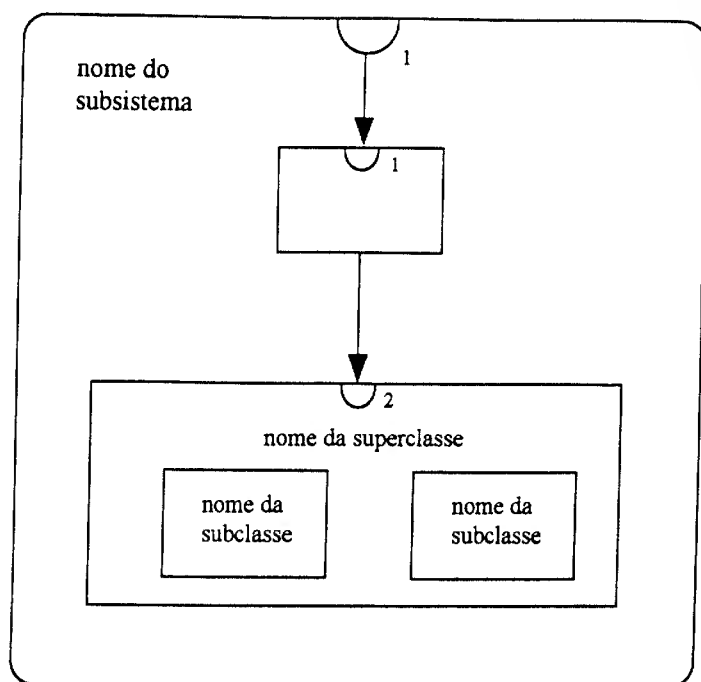 1
nome do
subsistema
1
2
nome da superclasse
nome da
subclasse
nome da
subclasse